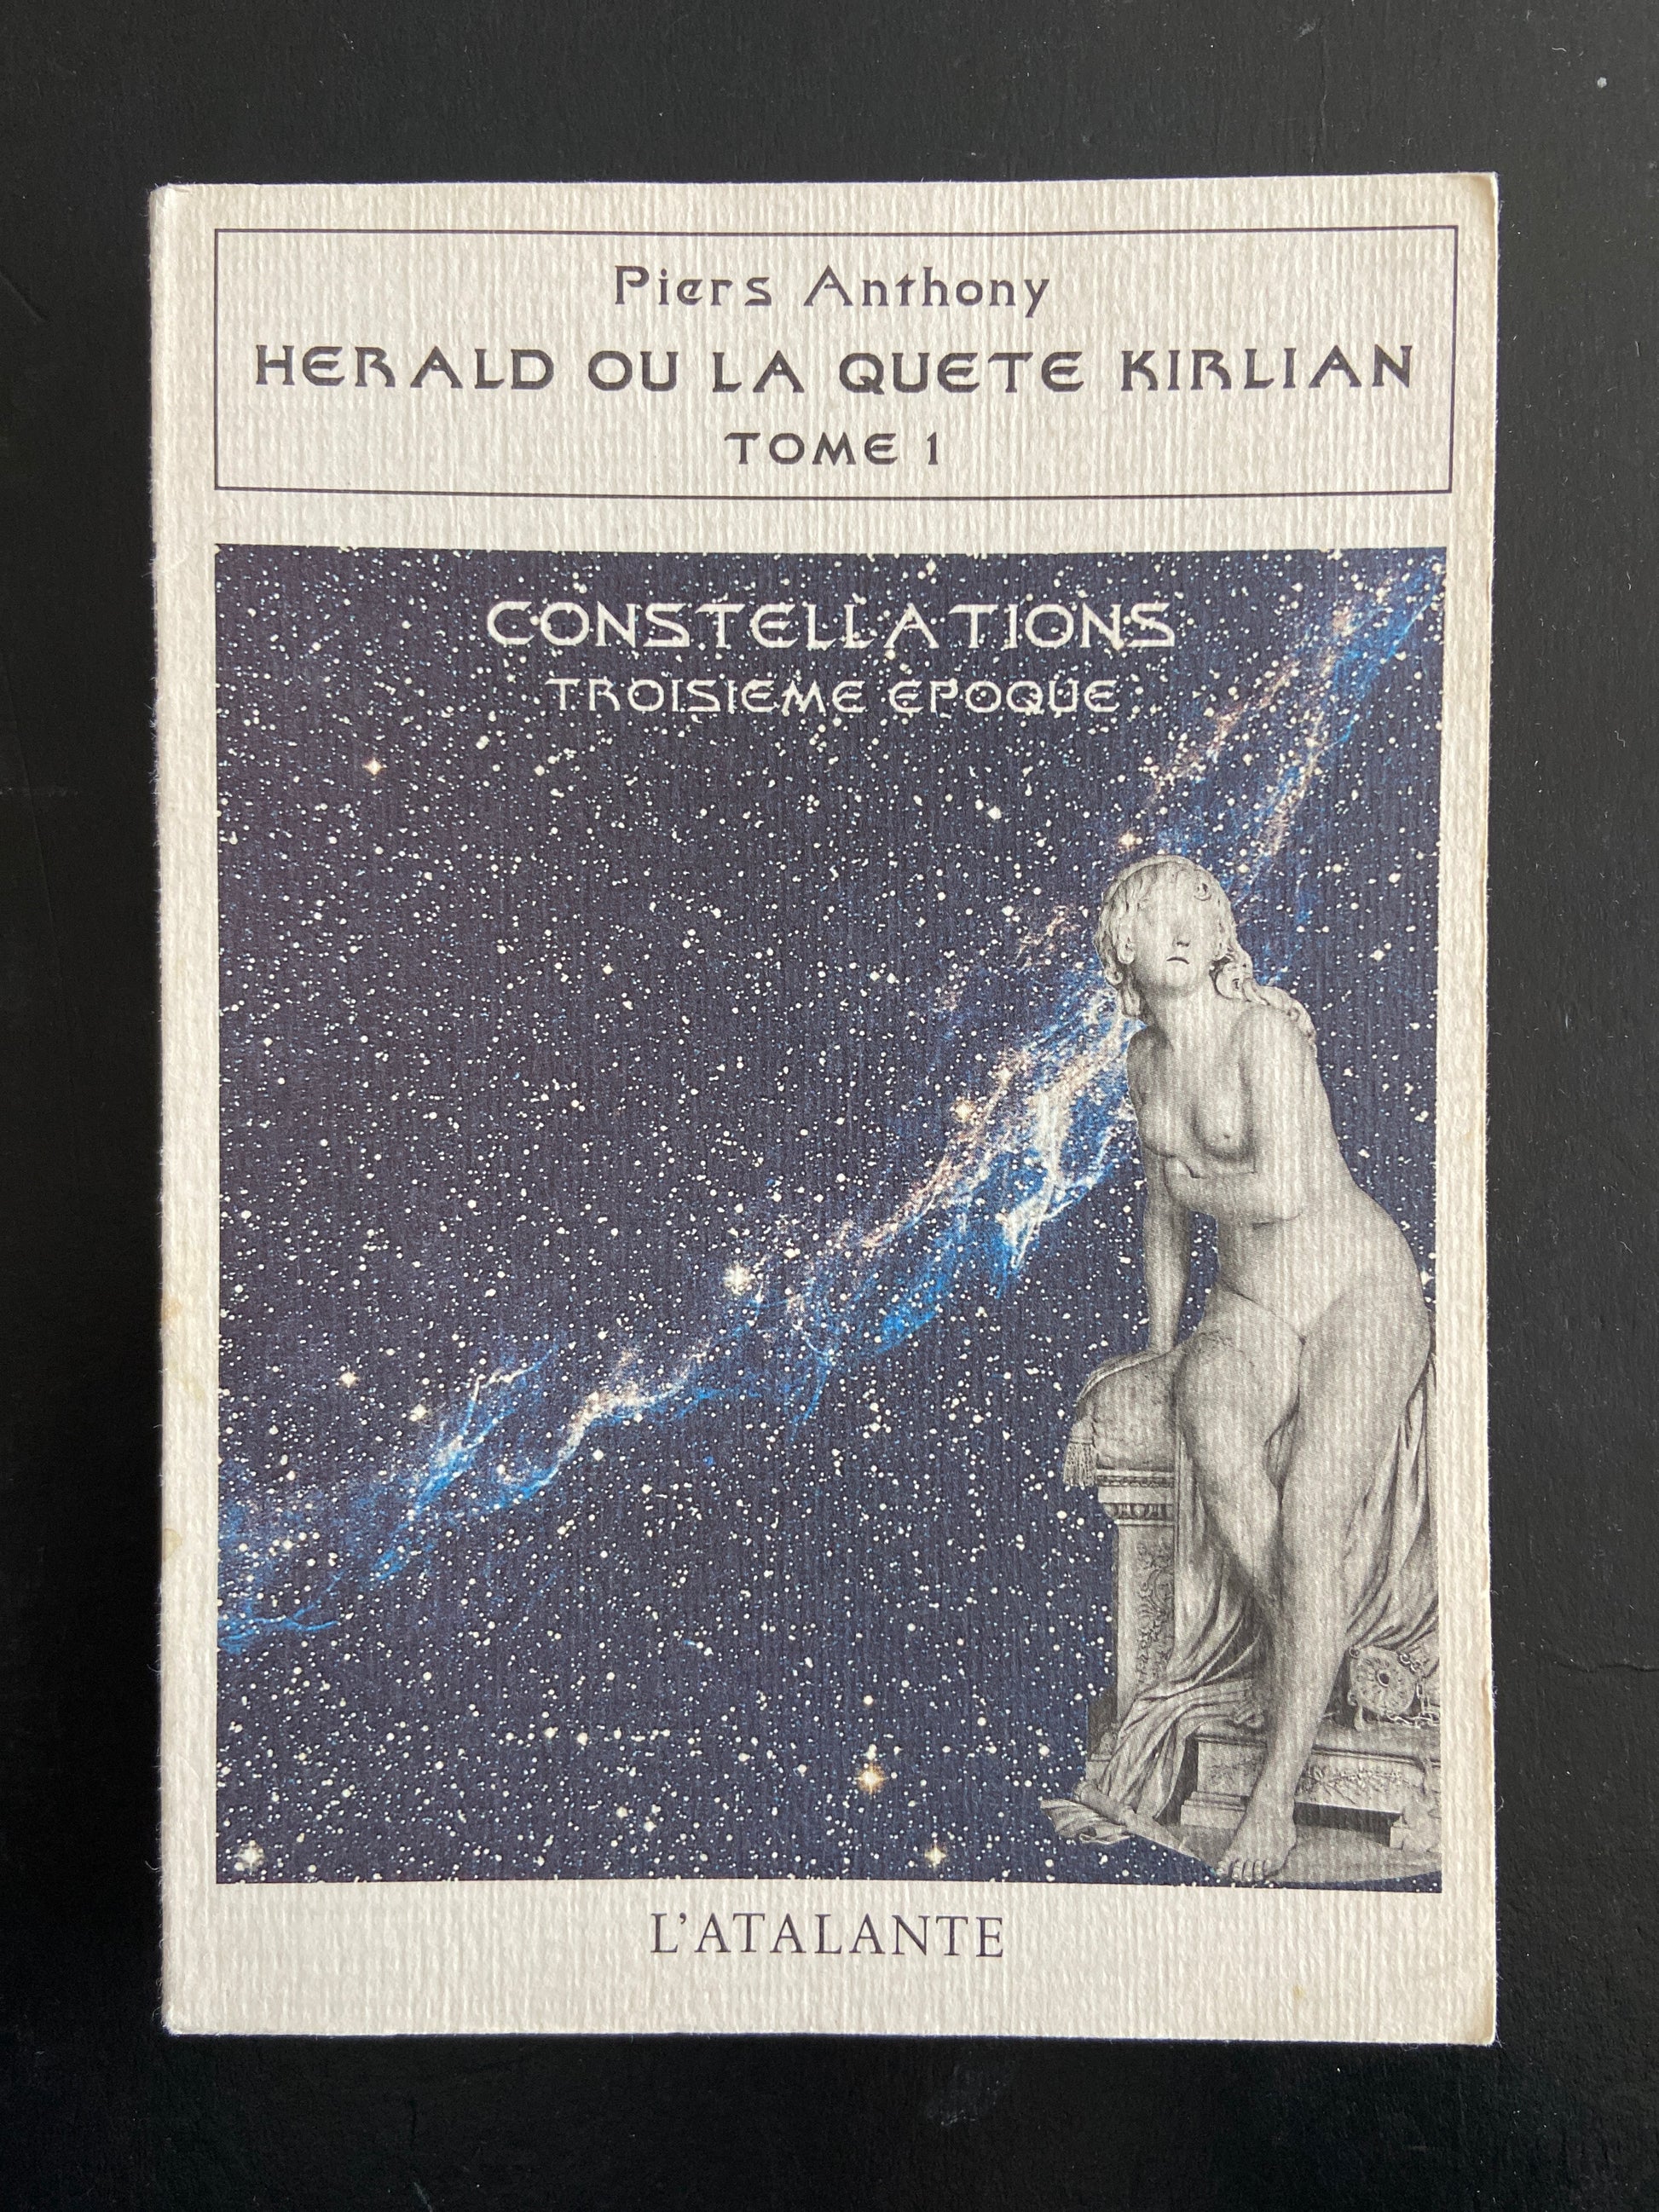 Piers Anthony
HERALD OU LA QUETE KIRLIAN
TOME 1
CONSTELLATIONS
TROISIEME EPOQUE
L'ATALANTE